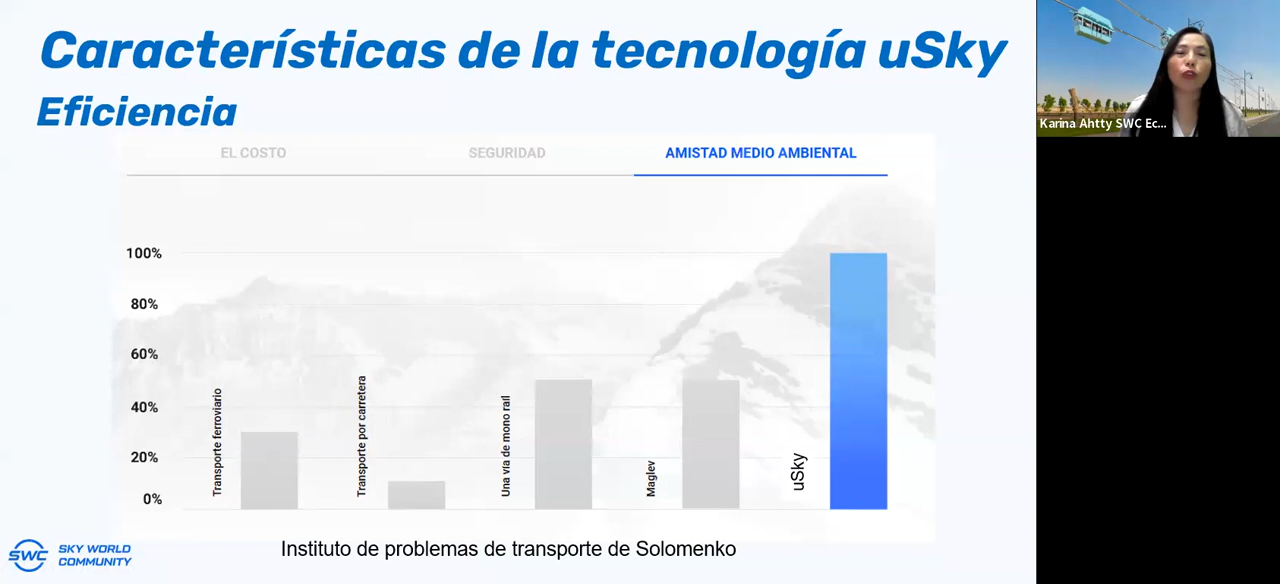 Características de la tecnología uSky
Eficiencia
EL COSTO
SEGURIDAD
AMISTAD MEDIO AMBIENTAL
100%
80%
60%
40%
20%
0%
Transporte ferroviario
Transporte por carretera
Una vía de mono raíl
Maglev
uSky
Instituto de problemas de transporte de Solomenko
SWC
SKY WORLD
COMMUNITY
Karina Ahtty SWC Ec...